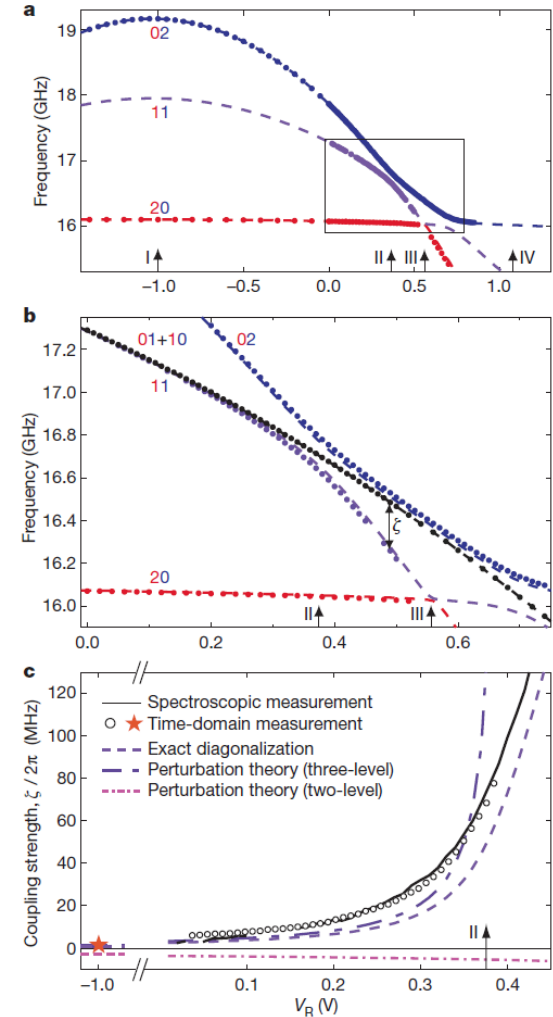 a
19
18
17
16
Frequency (GHz)
02
11
20
I
II
III
IV
−1.0
−0.5
0.0
0.5
1.0
b
17.2
17.0
16.8
16.6
16.4
16.2
16.0
Frequency (GHz)
01+10
02
11
ζ
20
II
III
0.0
0.2
0.4
0.6
c
120
100
80
60
40
20
0
Coupling strength, ζ / 2π (MHz)
Spectroscopic measurement
Time-domain measurement
Exact diagonalization
Perturbation theory (three-level)
Perturbation theory (two-level)
II
−1.0
0.1
0.2
0.3
0.4
V_R (V)